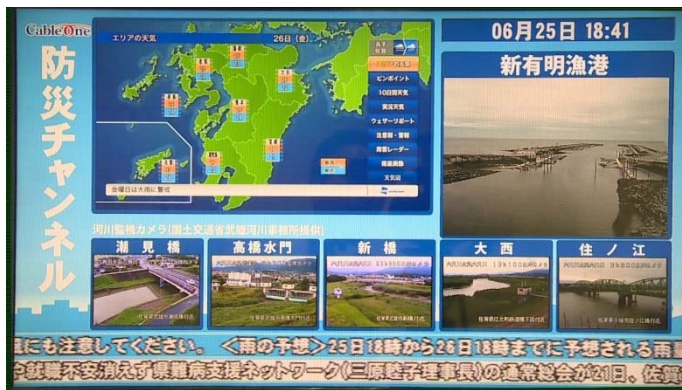 CableOne
防災チャンネル
エリアの天気
26日（金）
ピンポイント
10日間天気
実況天気
ウェザーリポート
注意報・警報
雨雲レーダー
天気図
金曜日は大雨に警戒
06月25日 18:41
新有明漁港
河川監視カメラ(国土交通省武雄河川事務所提供)
潮見橋
高橋水門
新橋
大西
住ノ江
にも注意してください。 <雨の予想>25日18時から26日18時までに予想される雨量
就職不安消えず県難病支援ネットワーク(三原睦子理事長)の通常総会が21日、佐賀